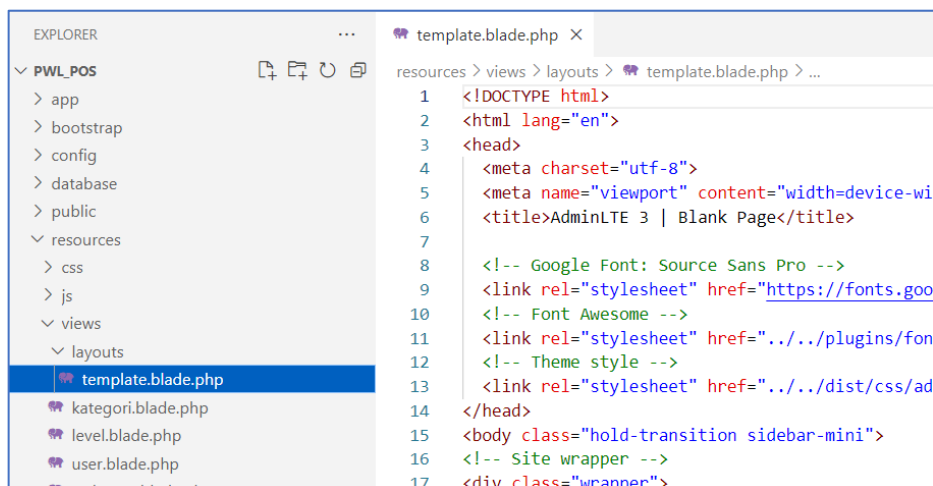 EXPLORER
PWL_POS
app
bootstrap
config
database
public
resources
css
js
views
layouts
template.blade.php
kategori.blade.php
level.blade.php
user.blade.php
template.blade.php
resources > views > layouts > template.blade.php > ...
1 <!DOCTYPE html>
2 <html lang="en">
3 <head>
4 <meta charset="utf-8">
5 <meta name="viewport" content="width=device-wi
6 <title>AdminLTE 3 | Blank Page</title>
7
8 <!-- Google Font: Source Sans Pro -->
9 <link rel="stylesheet" href="https://fonts.goo
10 <!-- Font Awesome -->
11 <link rel="stylesheet" href="../../plugins/fon
12 <!-- Theme style -->
13 <link rel="stylesheet" href="../../dist/css/ad
14 </head>
15 <body class="hold-transition sidebar-mini">
16 <!-- Site wrapper -->
17 <div class="wrapper">